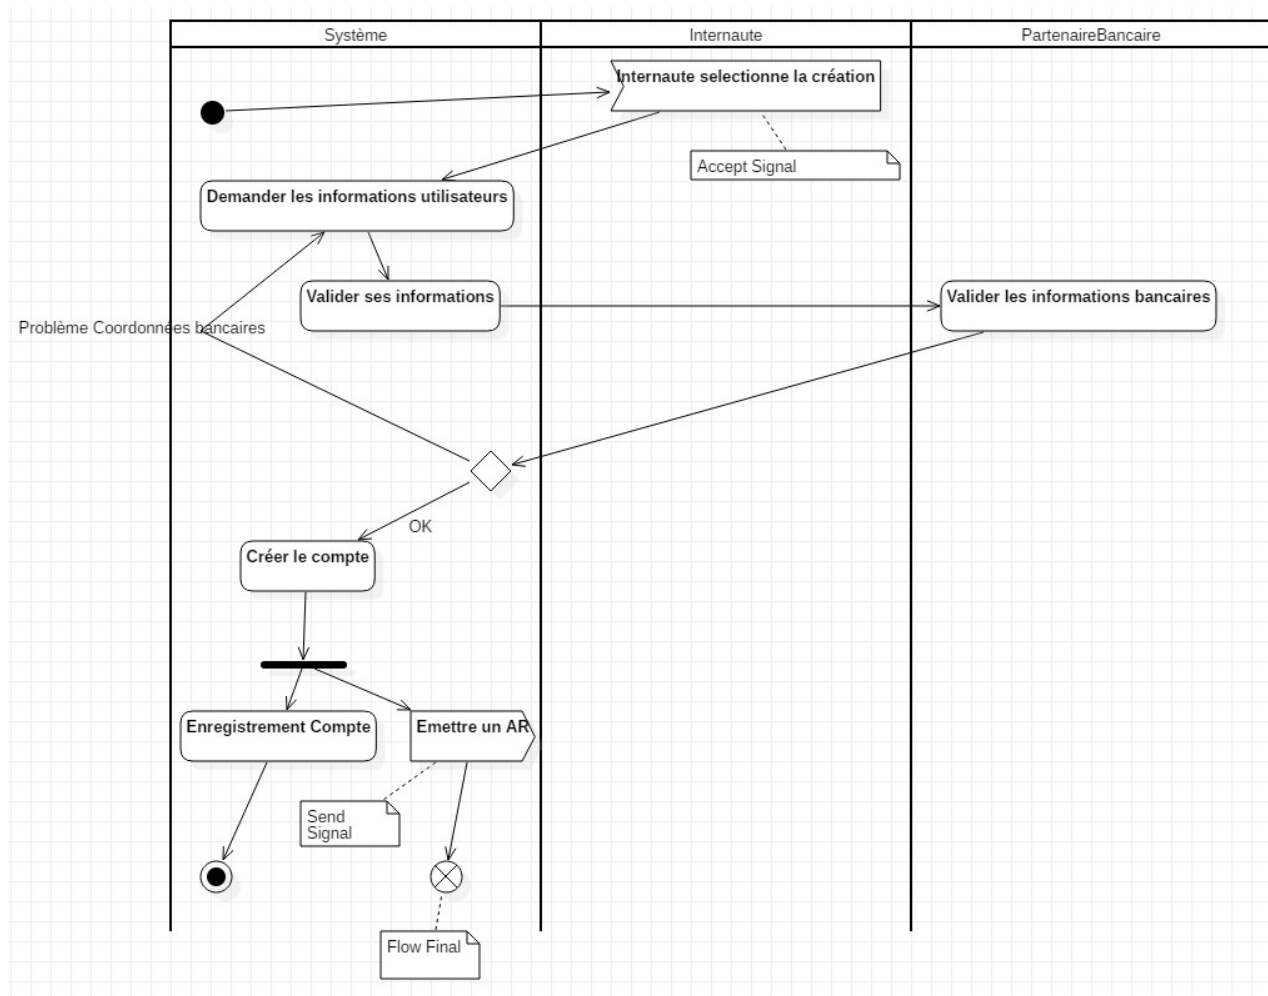 Système
Internaute
PartenaireBancaire
Internaute selectionne la création
Accept Signal
Demander les informations utilisateurs
Valider ses informations
Valider les informations bancaires
Problème Coordonnées bancaires
OK
Créer le compte
Enregistrement Compte
Emettre un AR
Send
Signal
Flow Final